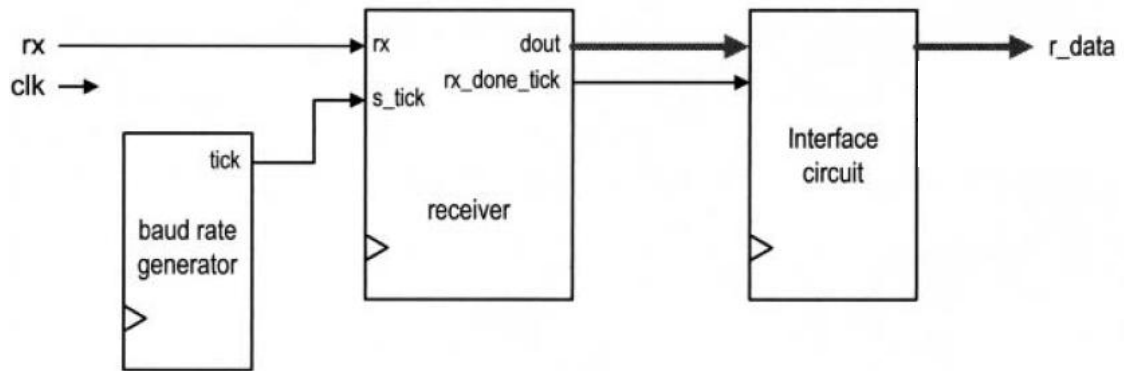 rx
clk
rx
s_tick
dout
rx_done_tick
receiver
tick
baud rate
generator
Interface
circuit
r_data